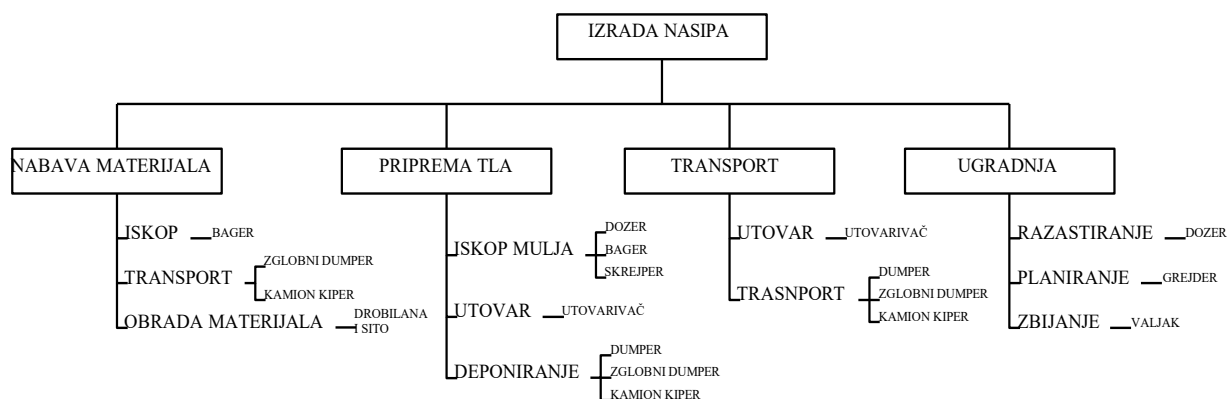 IZRADA NASIPA
NABAVA MATERIJALA
ISKOP
BAGER
TRANSPORT
ZGLOBNI DUMPER
KAMION KIPER
OBRADA MATERIJALA
DROBILANA
I SITO
PRIPREMA TLA
ISKOP MULJA
DOZER
BAGER
SKREJPER
UTOVAR
UTOVARIVAČ
DEPONIRANJE
DUMPER
ZGLOBNI DUMPER
KAMION KIPER
TRANSPORT
UTOVAR
UTOVARIVAČ
TRASNPORT
DUMPER
ZGLOBNI DUMPER
KAMION KIPER
UGRADNJA
RAZASTIRANJE
DOZER
PLANIRANJE
GREJDER
ZBIJANJE
VALJAK